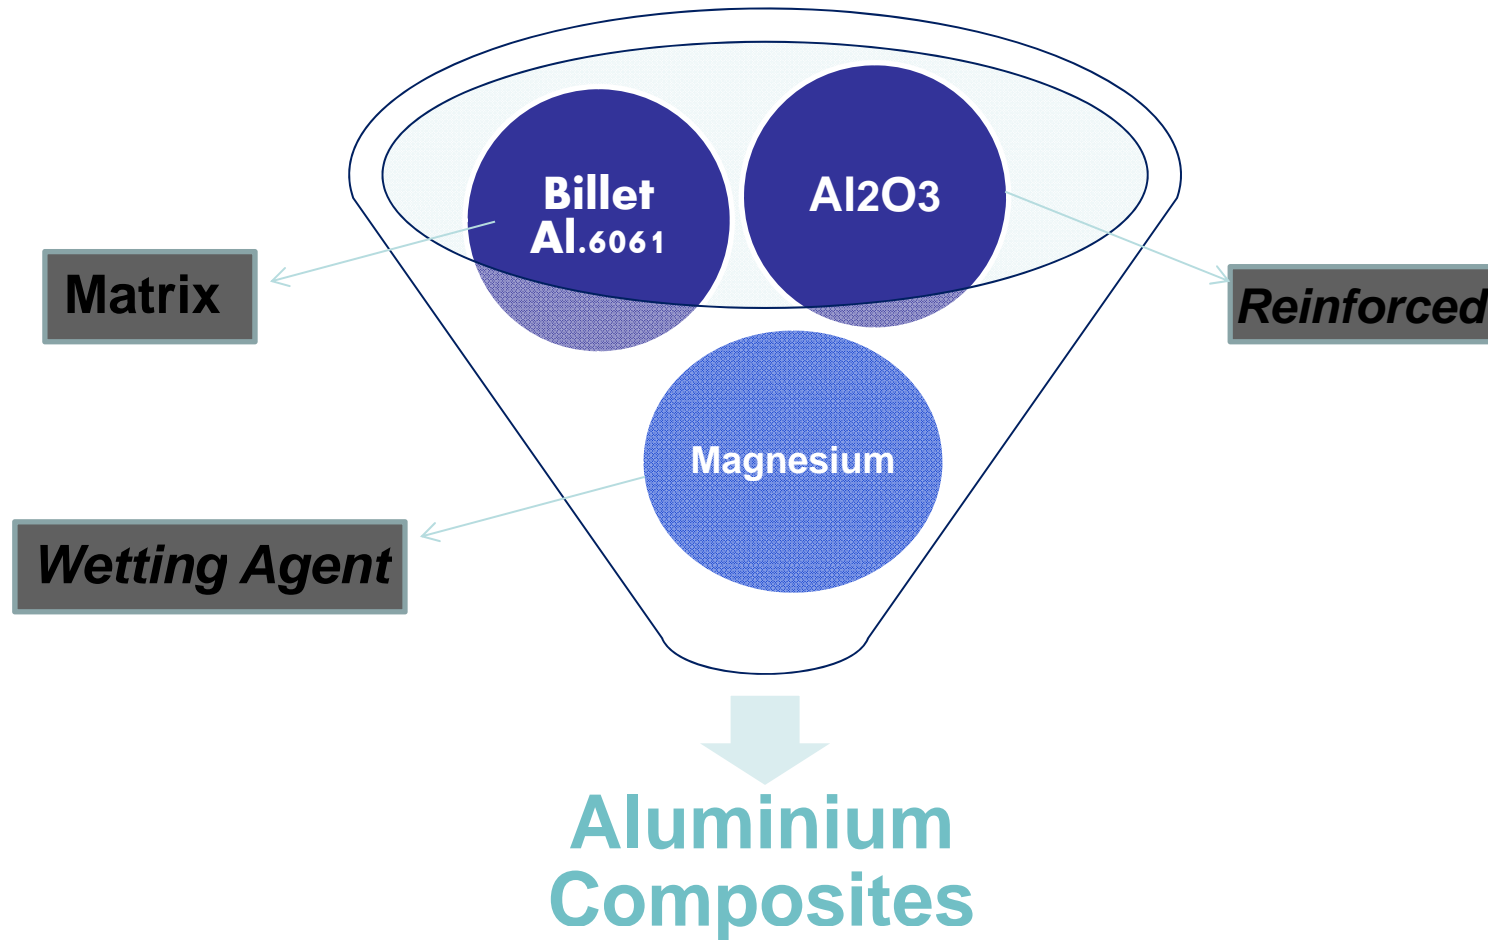 Billet
Al.6061
Al2O3
Matrix
Reinforced
Magnesium
Wetting Agent
Aluminium
Composites